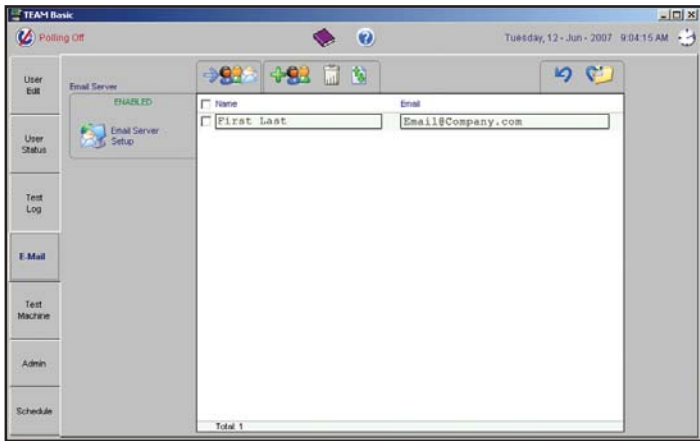 TEAM Basic
Polling Off
Tuesday, 12 - Jun - 2007 9:04:15 AM
User
Edit
Email Server
ENABLED
Email Server
Setup
Name Email
First Last Email@Company.com
User
Status
Test
Log
E-Mail
Test
Machine
Admin
Schedule
Total: 1